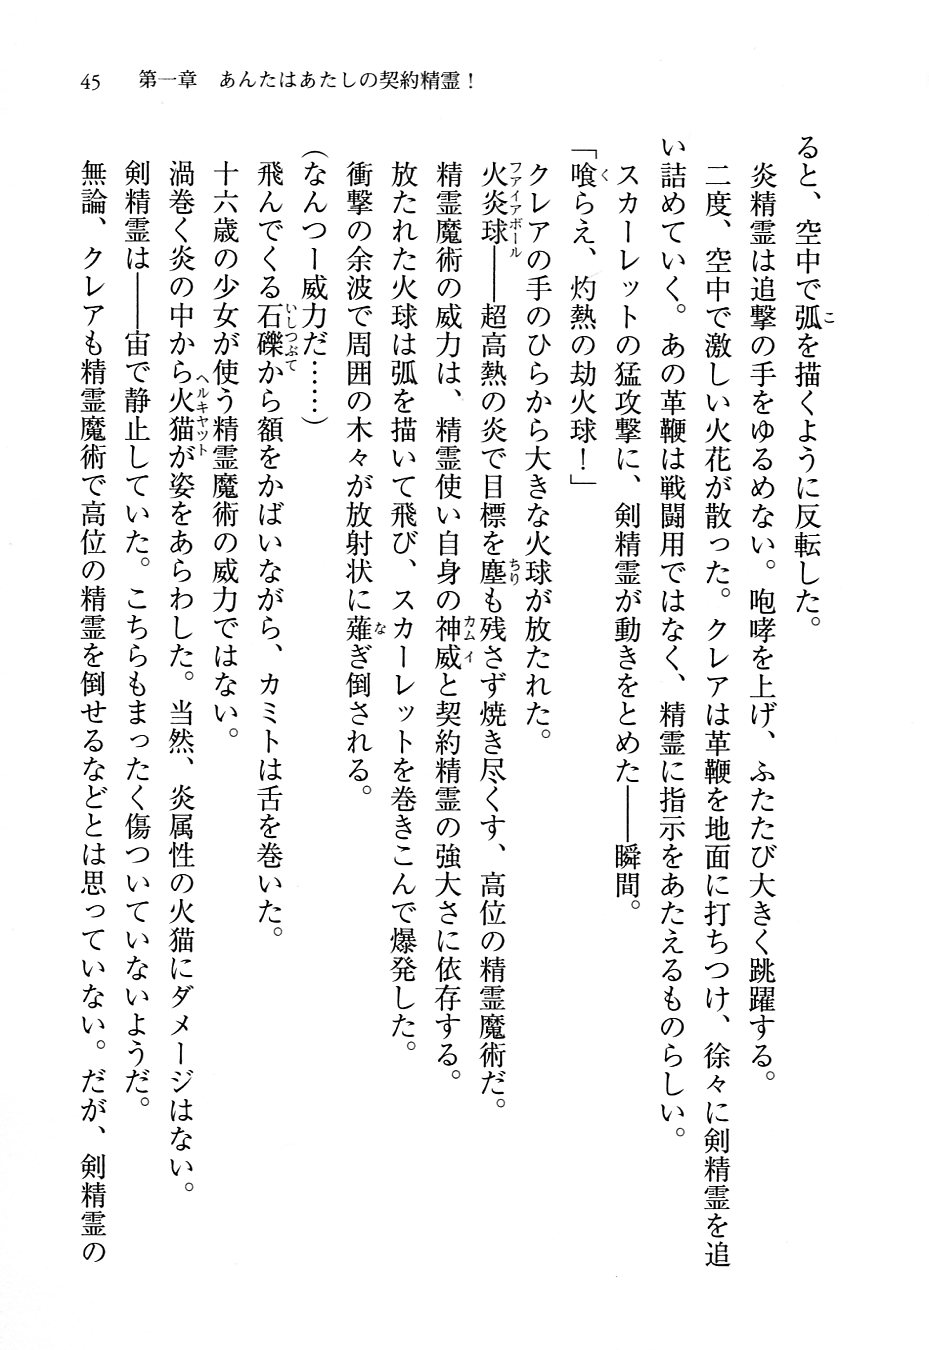 45　第一章　あんたはあたしの契約精霊！
ると、空中で弧を描くように反転した。
炎精霊は追撃の手をゆるめない。咆哮を上げ、ふたたび大きく跳躍する。
二度、空中で激しい火花が散った。クレアは革鞭を地面に打ちつけ、徐々に剣精霊を追
い詰めていく。あの革鞭は戦闘用ではなく、精霊に指示をあたえるものらしい。
スカーレットの猛攻撃に、剣精霊が動きをとめた――瞬間。
「喰らえ、灼熱の劫火球！」
クレアの手のひらから大きな火球が放たれた。
火炎球――超高熱の炎で目標を塵も残さず焼き尽くす、高位の精霊魔術だ。
精霊魔術の威力は、精霊使い自身の神威と契約精霊の強大さに依存する。
放たれた火球は弧を描いて飛び、スカーレットを巻きこんで爆発した。
衝撃の余波で周囲の木々が放射状に薙ぎ倒される。
（なんつー威力だ……）
飛んでくる石礫から額をかばいながら、カミトは舌を巻いた。
十六歳の少女が使う精霊魔術の威力ではない。
渦巻く炎の中から火猫が姿をあらわした。当然、炎属性の火猫にダメージはない。
剣精霊は――宙で静止していた。こちらもまったく傷ついていないようだ。
無論、クレアも精霊魔術で高位の精霊を倒せるなどとは思っていない。だが、剣精霊の